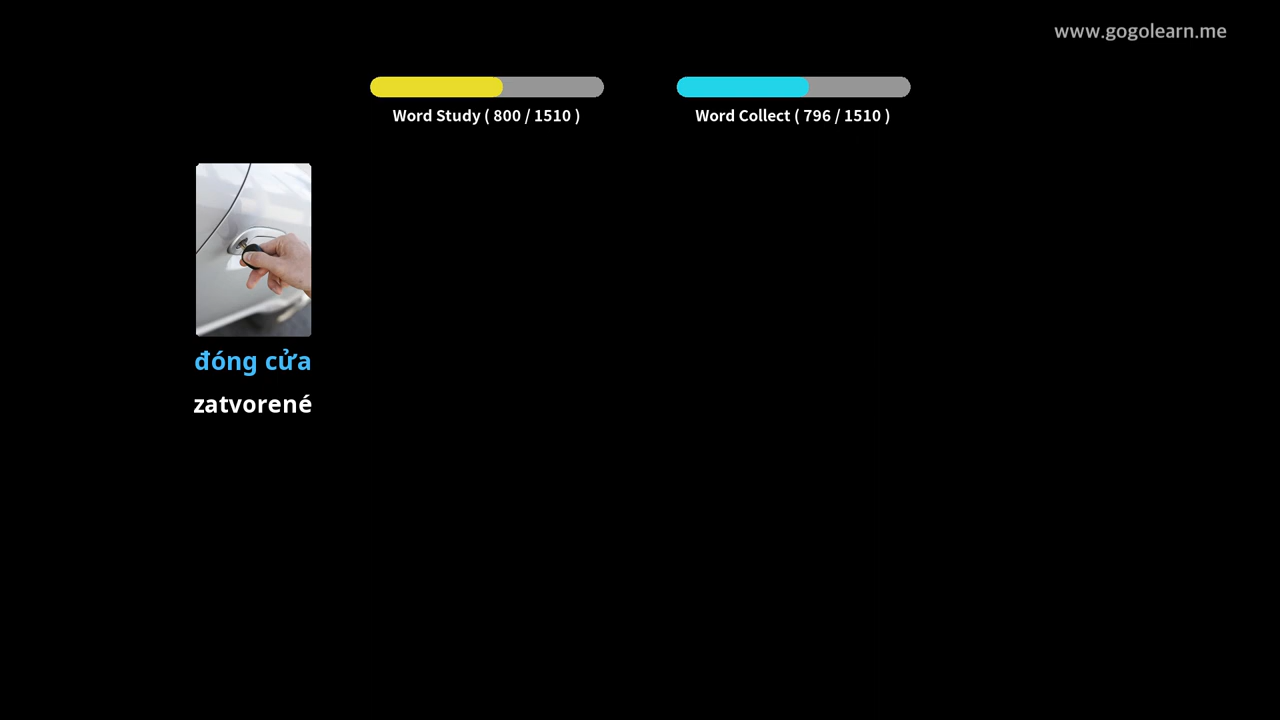 www.gogolearn.me
Word Study ( 800 / 1510 )
Word Collect ( 796 / 1510 )
đóng cửa
zatvorené